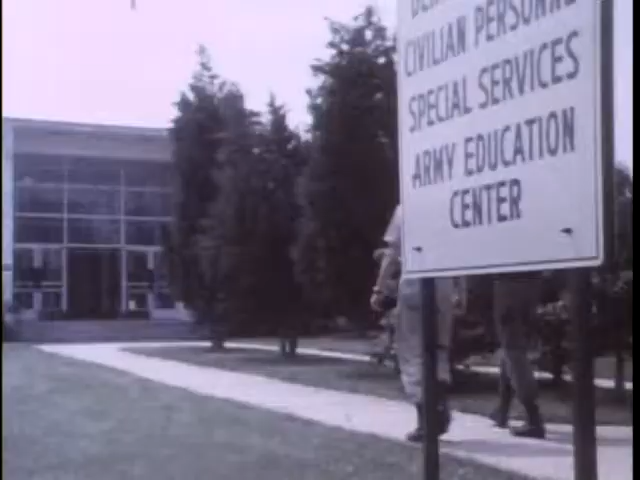 CIVILIAN PERSONNEL
SPECIAL SERVICES
ARMY EDUCATION
CENTER